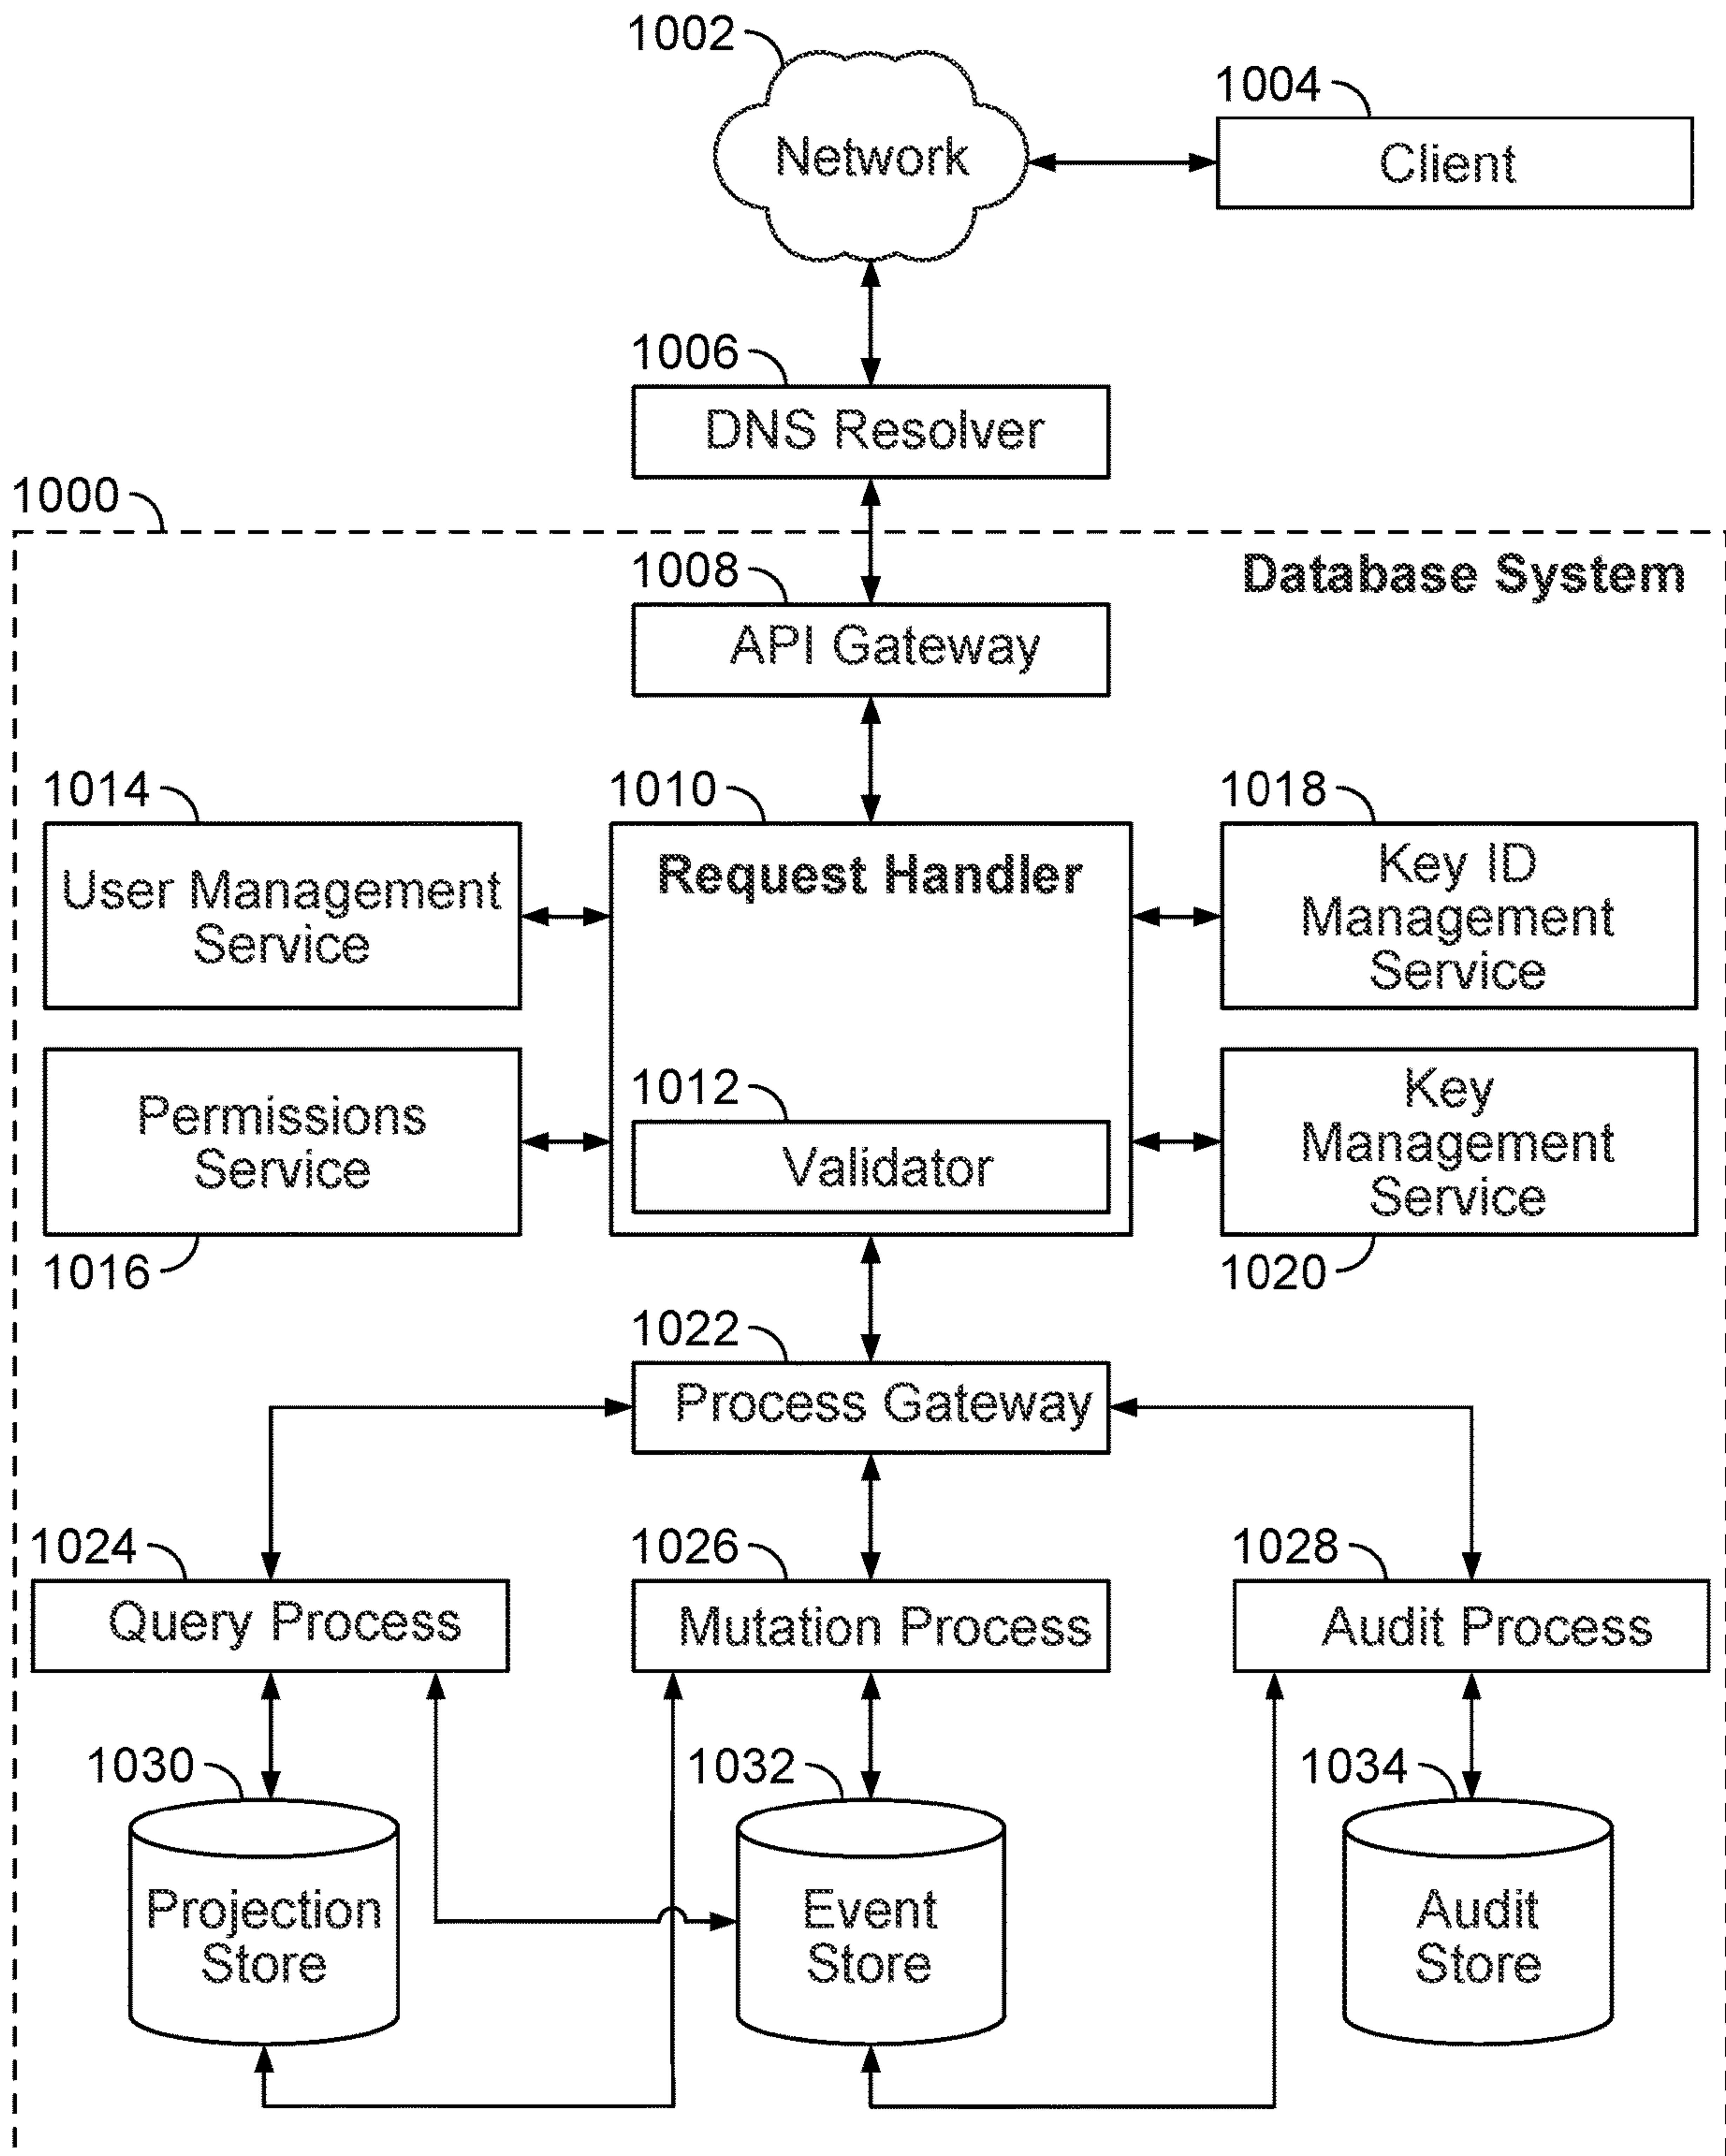 1002
1004
Network
Client
1006
DNS Resolver
1000
Database System
1008
API Gateway
1014
1010
1018
User Management
Service
Request Handler
Key ID
Management
Service
1012
Permissions
Service
Validator
Key
Management
Service
1016
1020
1022
Process Gateway
1024
1026
1028
Query Process
Mutation Process
Audit Process
1030
1032
1034
Projection
Store
Event
Store
Audit
Store